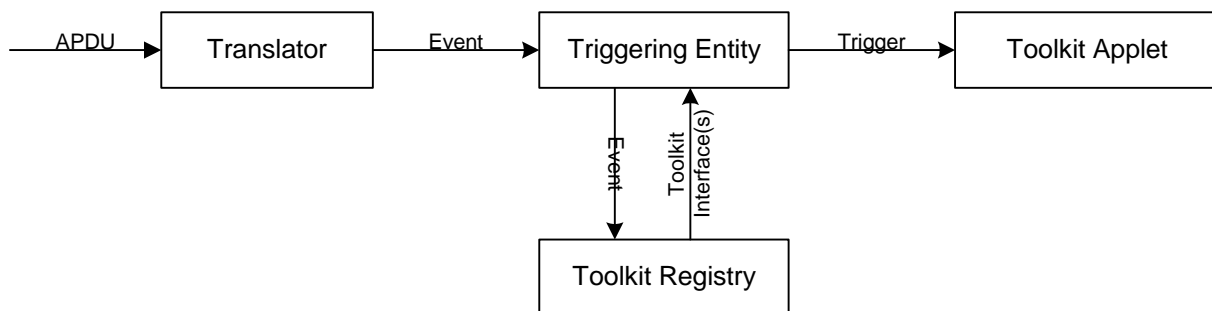 APDU
Translator
Event
Triggering Entity
Trigger
Toolkit Applet
Event
Toolkit
Interface(s)
Toolkit Registry